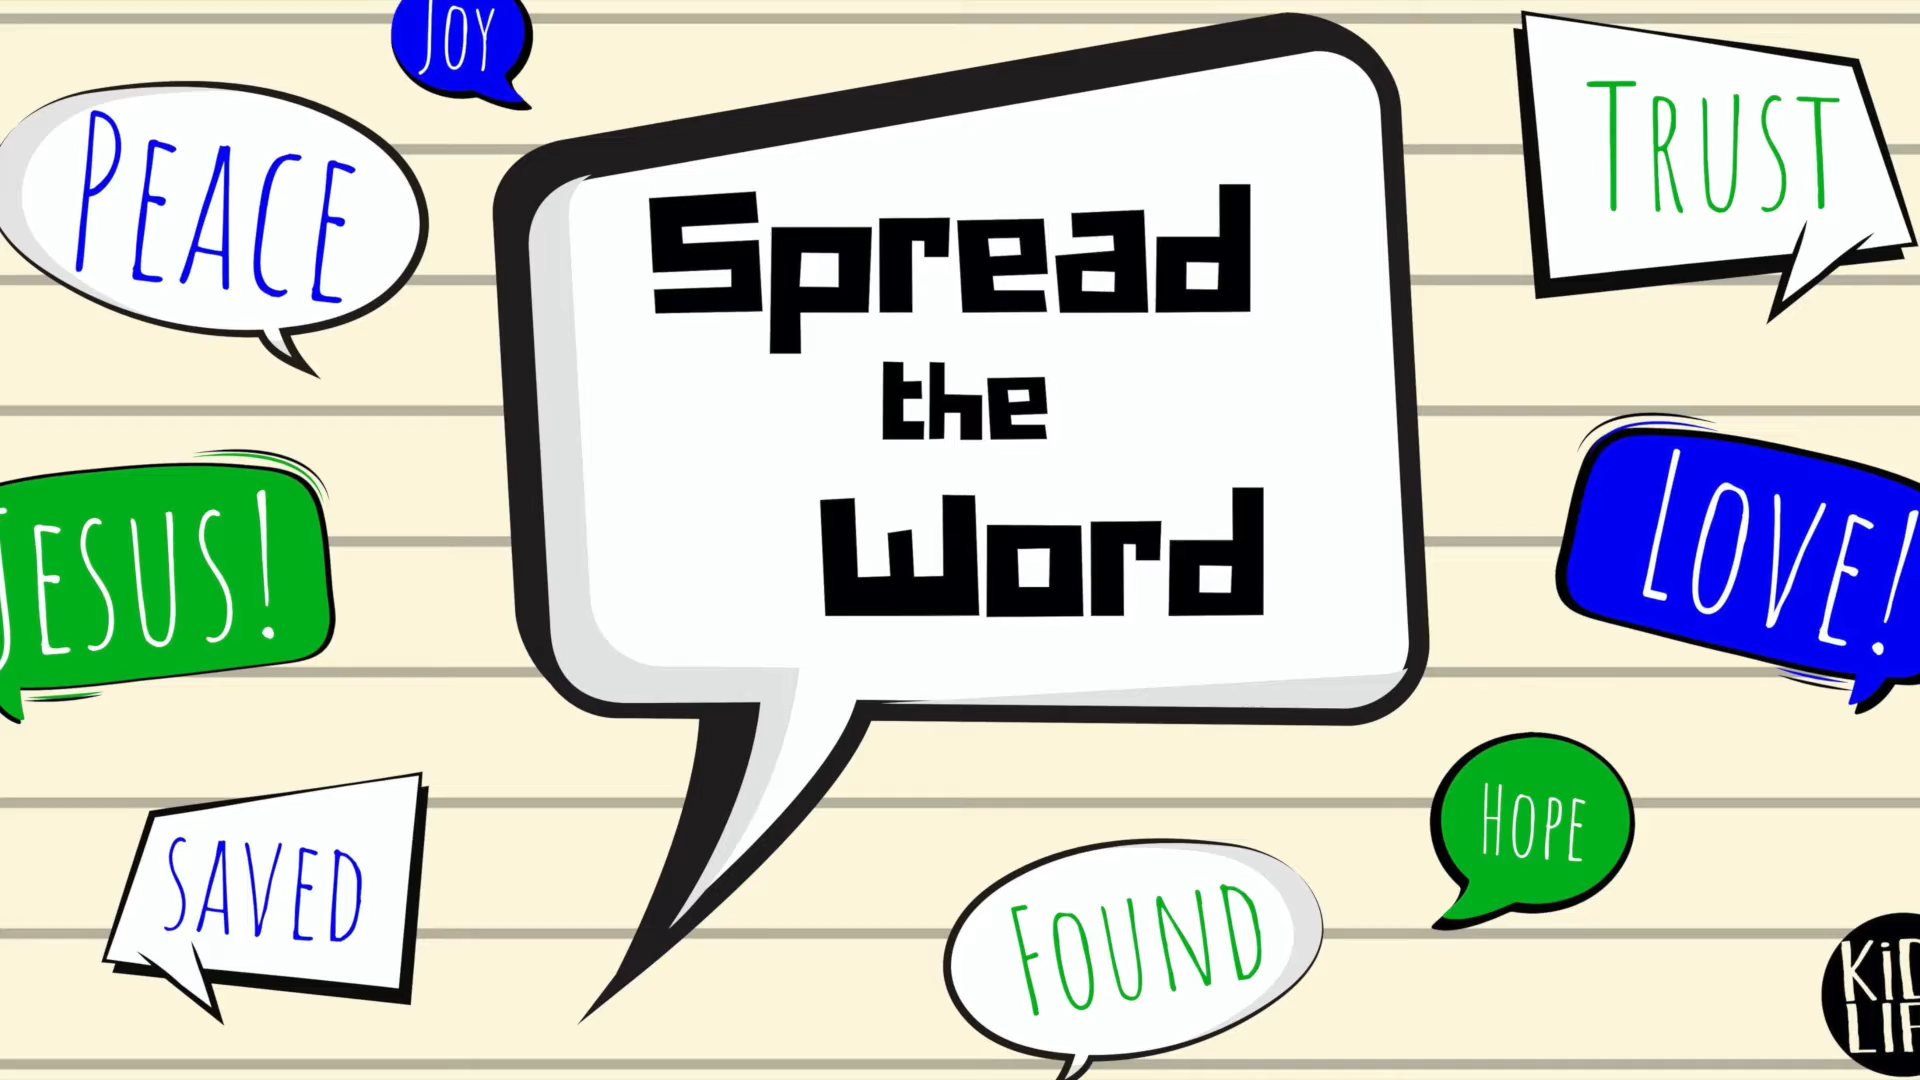 Joy
Peace
Trust
Spread
the
Word
Jesus!
Love!
Saved
Hope
Found